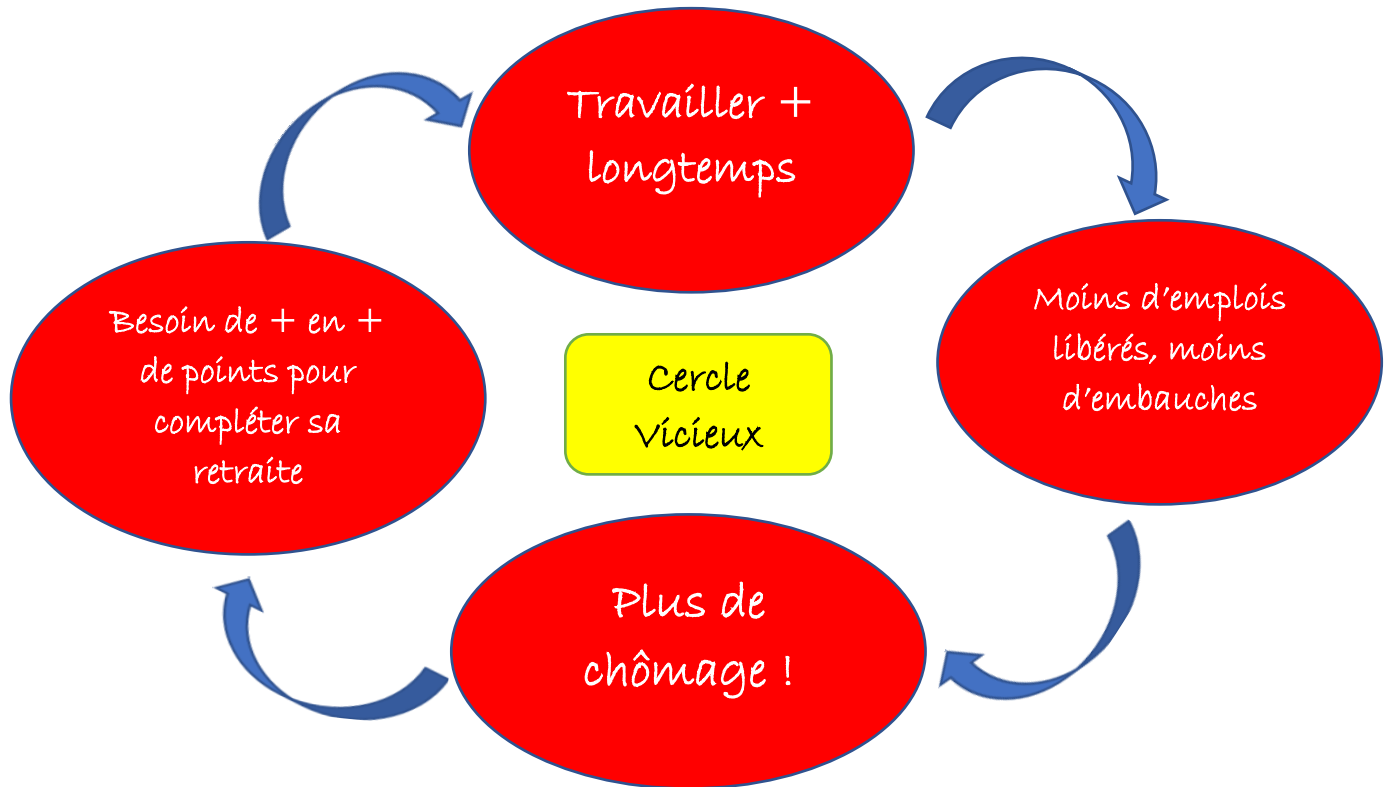 Travailler +
longtemps
Moins d'emplois
libérés, moins
d'embauches
Plus de
chômage !
Besoin de + en +
de points pour
compléter sa
retraite
Cercle
Vicieux